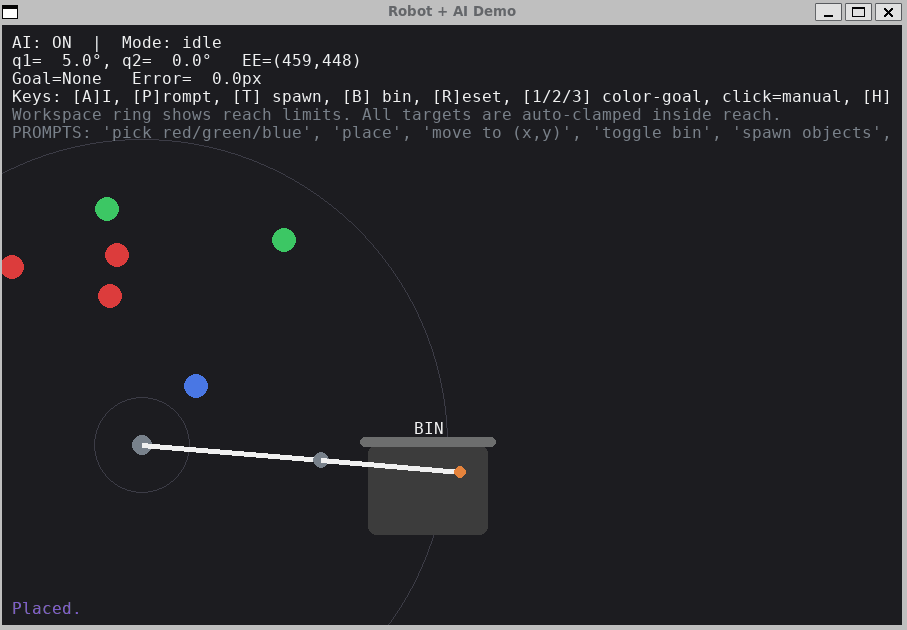 Robot + AI Demo
AI: ON  |  Mode: idle
q1=  5.0°, q2=  0.0°   EE=(459,448)
Goal=None   Error=  0.0px
Keys: [A]I, [P]rompt, [T] spawn, [B] bin, [R]eset, [1/2/3] color-goal, click=manual, [H]
Workspace ring shows reach limits. All targets are auto-clamped inside reach.
PROMPTS: 'pick red/green/blue', 'place', 'move to (x,y)', 'toggle bin', 'spawn objects',
BIN
Placed.